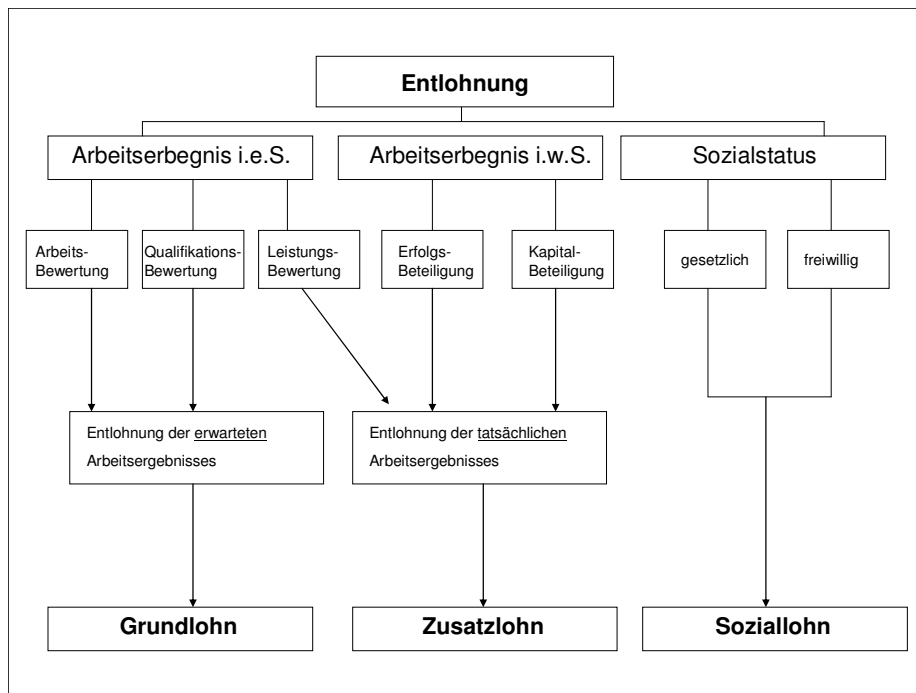 Entlohnung
Arbeitserbegnis i.e.S.
Arbeitserbegnis i.w.S.
Sozialstatus
Arbeits-
Bewertung
Qualifikations-
Bewertung
Leistungs-
Bewertung
Erfolgs-
Beteiligung
Kapital-
Beteiligung
gesetzlich
freiwillig
Entlohnung der erwarteten
Arbeitsergebnisses
Entlohnung der tatsächlichen
Arbeitsergebnisses
Grundlohn
Zusatzlohn
Soziallohn